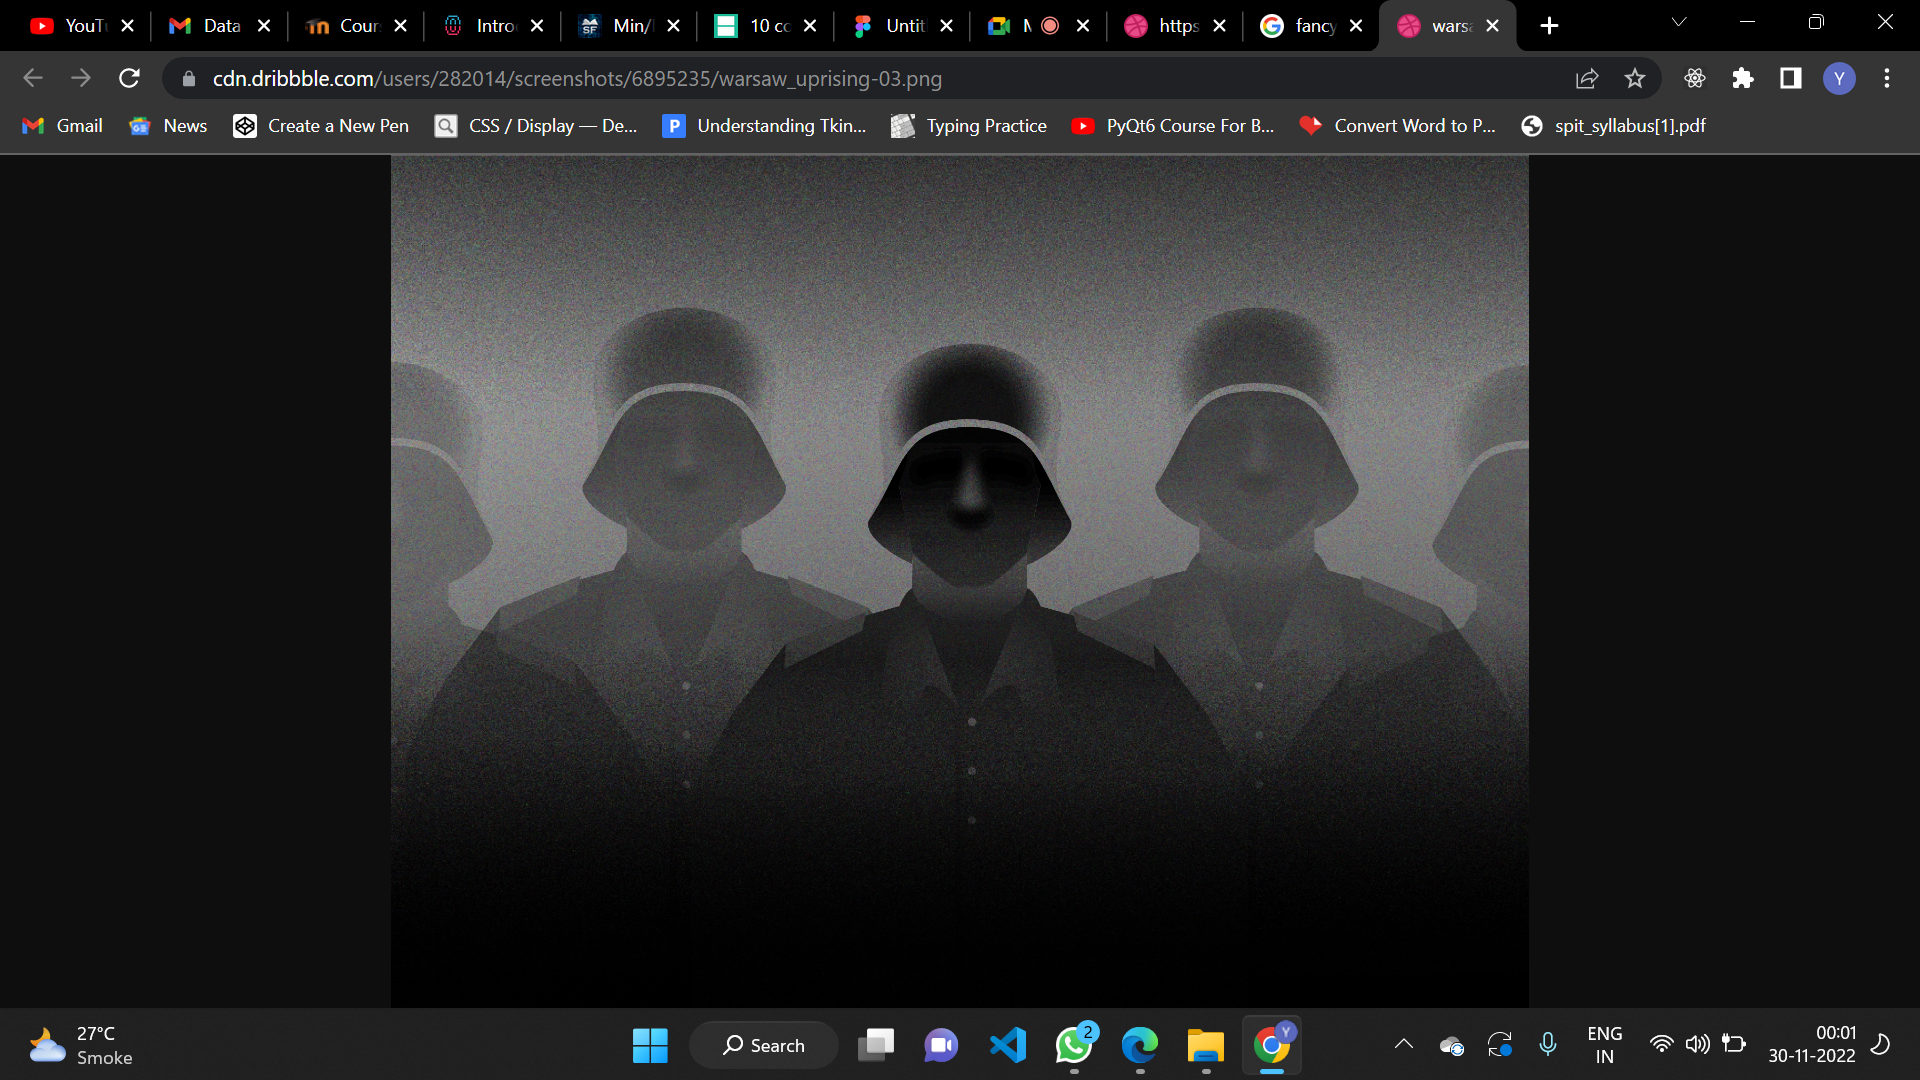 YouTu
Data
Cour
Intro
Min/
10 co
Untit
https
fancy
warsa
cdn.dribbble.com/users/282014/screenshots/6895235/warsaw_uprising-03.png
Y
Gmail
News
Create a New Pen
CSS / Display — De...
Understanding Tkin...
Typing Practice
PyQt6 Course For B...
Convert Word to P...
spit_syllabus[1].pdf
27°C
Smoke
Search
2
Y
ENG
IN
00:01
30-11-2022